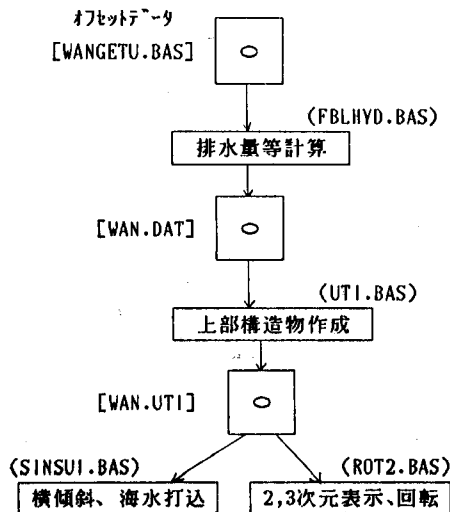 ｵﾌセットﾃﾞｰタ
[WANGETU.BAS]
(FBLHYD.BAS)
排水量等計算
[WAN.DAT]
(UTI.BAS)
上部構造物作成
[WAN.UTI]
(SINSUI.BAS)
(ROT2.BAS)
横傾斜、海水打込
2,3次元表示、回転